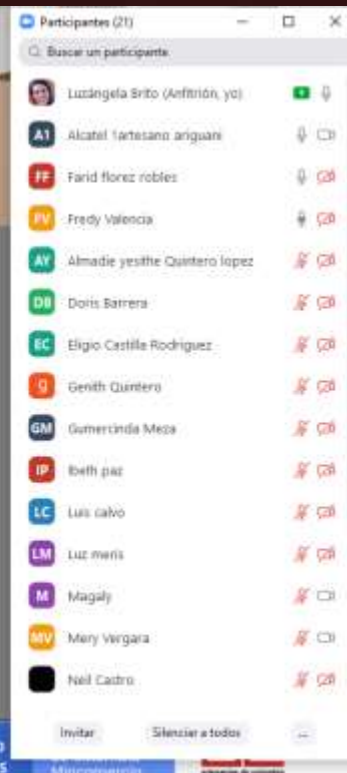 Participantes (21)
Buscar un participante
Luzángela Brito (Anfitrión, yo)
A1 Alcatel 1artesano ariguani
FF Farid florez robles
FV Fredy Valencia
AY Almadie yesithe Quintero lopez
DB Doris Barrera
EC Eligio Castilla Rodriguez
g Genith Quintero
GM Gumercinda Meza
IP Ibeth paz
LC Luis calvo
LM Luz meris
M Magaly
MV Mery Vergara
Neil Castro
Invitar Silenciar a todos ...